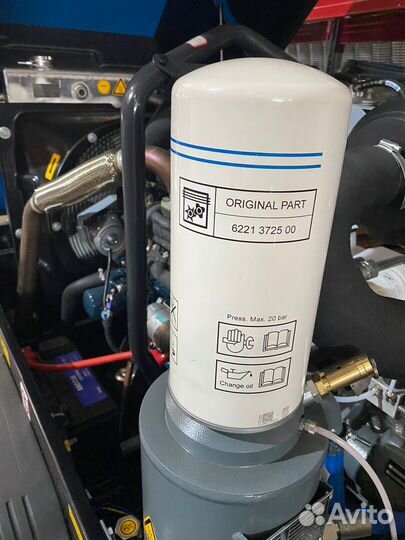 ORIGINAL PART
6221 3725 00
Press. Max. 20 bar
Change oil
Avito